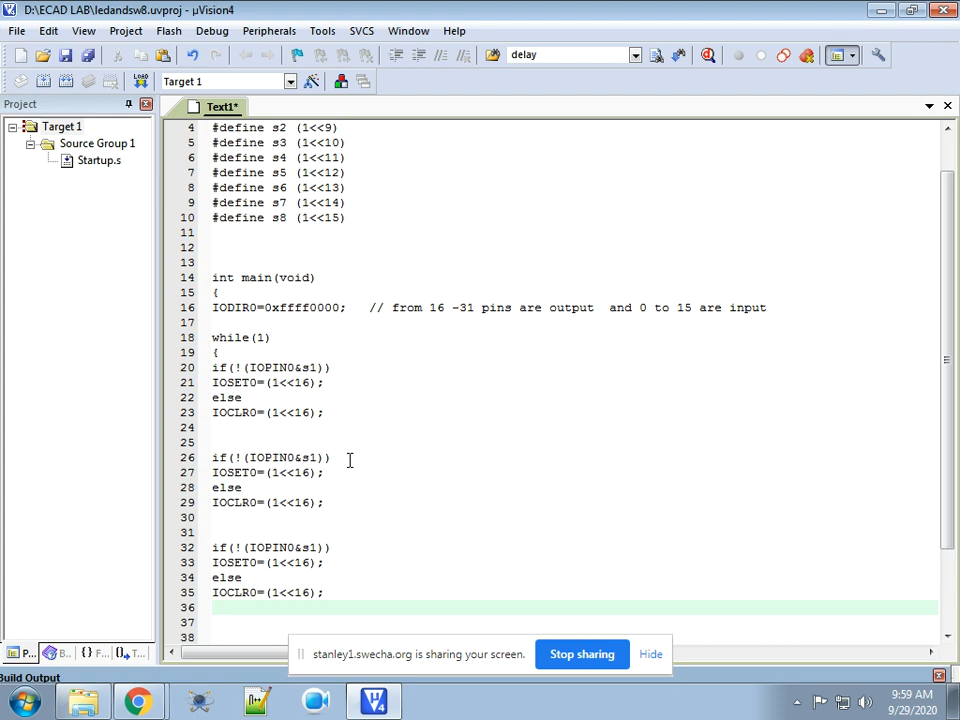 D:\ECAD LAB\ledandsw8.uvproj - µVision4
File Edit View Project Flash Debug Peripherals Tools SVCS Window Help
delay
LOAD
Target 1
Project
Text1*
Target 1
Source Group 1
Startup.s
4 #define s2 (1<<9)
5 #define s3 (1<<10)
6 #define s4 (1<<11)
7 #define s5 (1<<12)
8 #define s6 (1<<13)
9 #define s7 (1<<14)
10 #define s8 (1<<15)
11
12
13
14 int main(void)
15 {
16 IODIR0=0xffff0000; // from 16 -31 pins are output and 0 to 15 are input
17
18 while(1)
19 {
20 if(!(IOPIN0&s1))
21 IOSET0=(1<<16);
22 else
23 IOCLR0=(1<<16);
24
25
26 if(!(IOPIN0&s1))
27 IOSET0=(1<<16);
28 else
29 IOCLR0=(1<<16);
30
31
32 if(!(IOPIN0&s1))
33 IOSET0=(1<<16);
34 else
35 IOCLR0=(1<<16);
36
37
38
P... B... {} F... 0 T...
stanley1.swecha.org is sharing your screen. Stop sharing Hide
Build Output
9:59 AM
9/29/2020